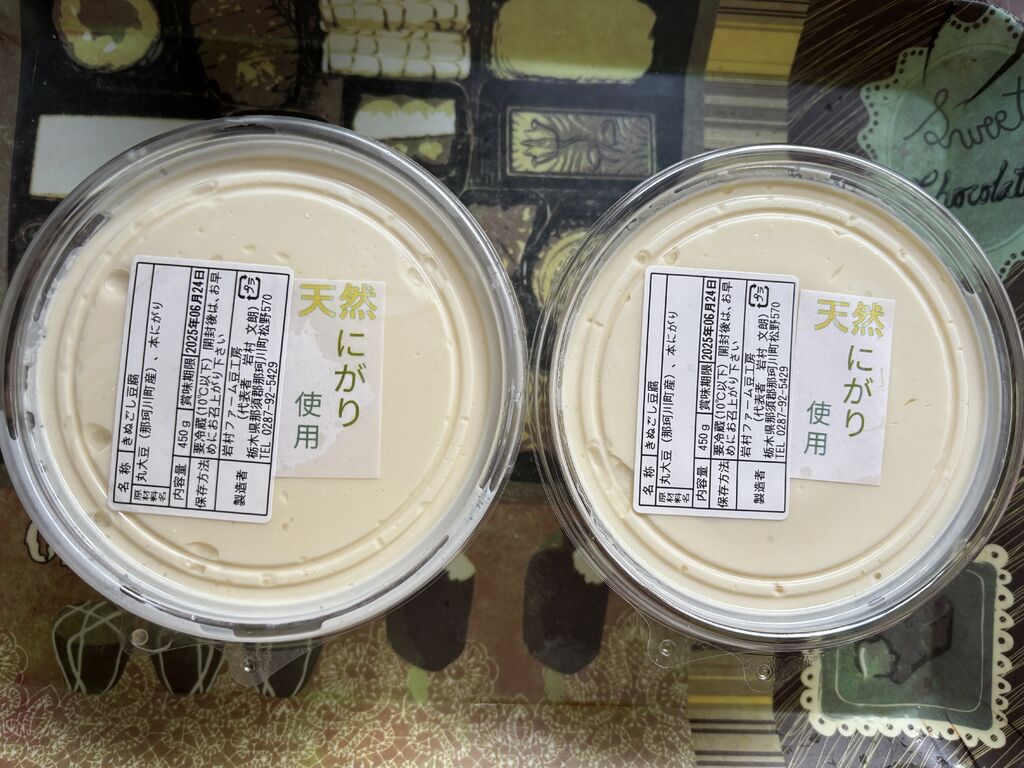 名称 きぬごし豆腐
原材料名 丸大豆（那珂川町産）、本にがり
内容量 450g 賞味期限 2025年06月24日
保存方法 要冷蔵(10℃以下) 開封後は、お早
めにお召上がり下さい
製造者 岩村ファーム豆工房
(代表者 岩村 文朗)
栃木県那須郡那珂川町松野570
TEL 0287-92-5429
プラ
天然
にがり
使用
名称 きぬごし豆腐
原材料名 丸大豆（那珂川町産）、本にがり
内容量 450g 賞味期限 2025年06月24日
保存方法 要冷蔵(10℃以下) 開封後は、お早
めにお召上がり下さい
製造者 岩村ファーム豆工房
(代表者 岩村 文朗)
栃木県那須郡那珂川町松野570
TEL 0287-92-5429
プラ
天然
にがり
使用
Sweet
Chocolat